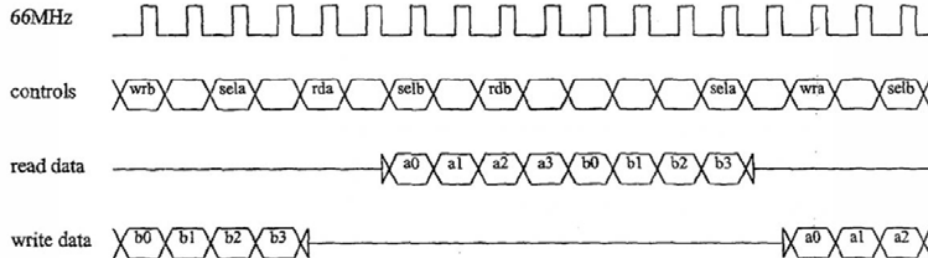 66MHz
controls wrb sela rda selb rdb sela wra selb
read data a0 a1 a2 a3 b0 b1 b2 b3
write data b0 b1 b2 b3 a0 a1 a2